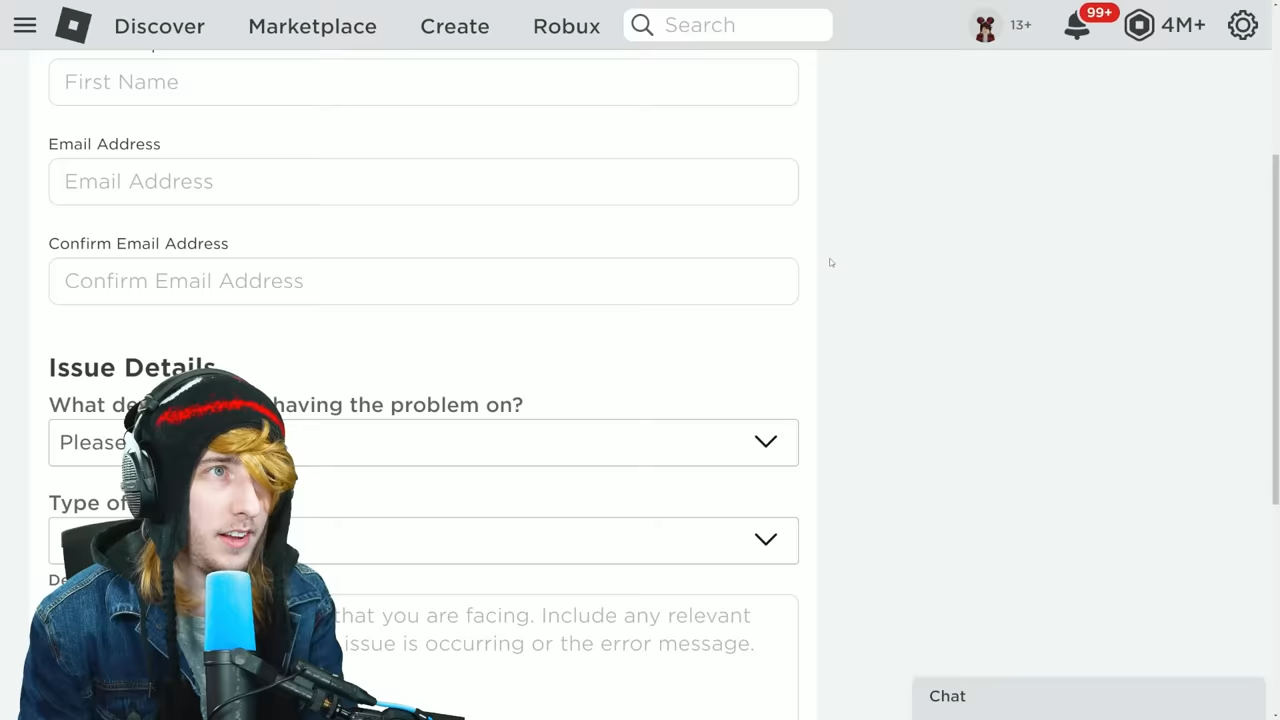 Discover Marketplace Create Robux Search 13+ 99+ 4M+
First Name
Email Address
Email Address
Confirm Email Address
Confirm Email Address
Issue Details
What de having the problem on?
Please
Type of
De
that you are facing. Include any relevant
issue is occurring or the error message.
Chat